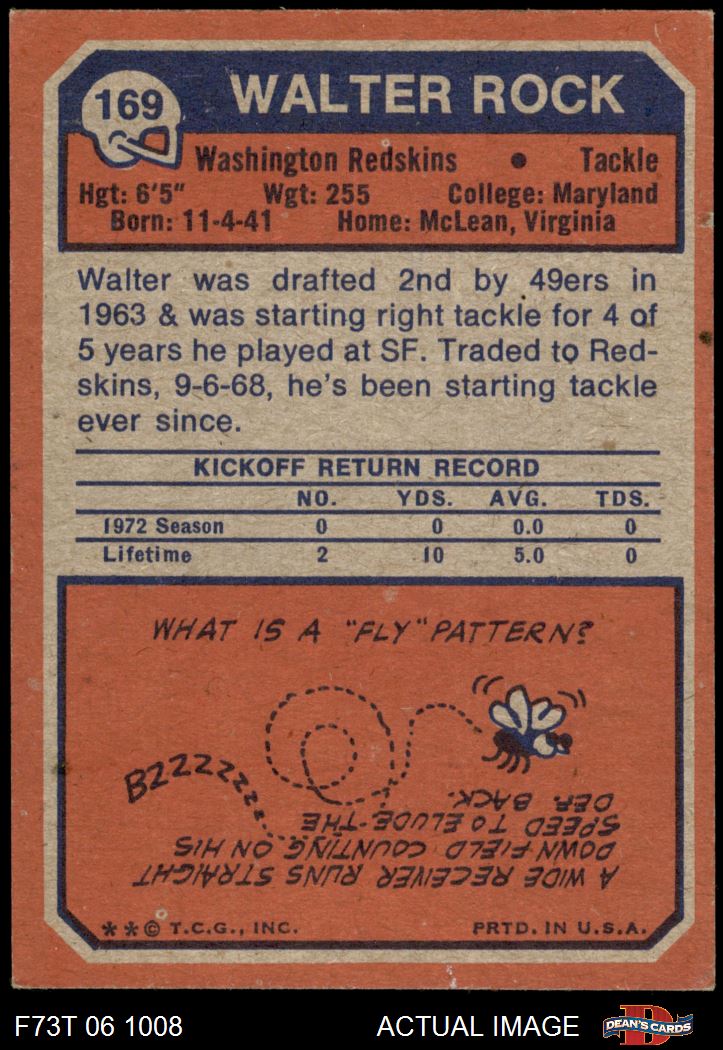 169 WALTER ROCK
Washington Redskins • Tackle
Hgt: 6'5" Wgt: 255 College: Maryland
Born: 11-4-41 Home: McLean, Virginia
Walter was drafted 2nd by 49ers in
1963 & was starting right tackle for 4 of
5 years he played at SF. Traded to Red-
skins, 9-6-68, he's been starting tackle
ever since.
KICKOFF RETURN RECORD
NO. YDS. AVG. TDS.
1972 Season 0 0 0.0 0
Lifetime 2 10 5.0 0
WHAT IS A "FLY" PATTERN?
BZZZZZZZ
A WIDE RECEIVER RUNS STRAIGHT
DOWNFIELD COUNTING ON HIS
SPEED TO ELUDE THE
DEF. BACK.
**© T.C.G., INC. PRTD. IN U.S.A.
F73T 06 1008 ACTUAL IMAGE D DEAN'S CARDS